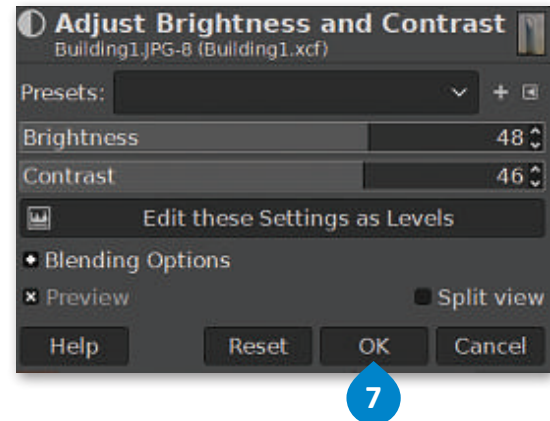 Adjust Brightness and Contrast
Building1.JPG-8 (Building1.xcf)
Presets:
Brightness 48
Contrast 46
Edit these Settings as Levels
Blending Options
Preview Split view
Help Reset OK Cancel
7